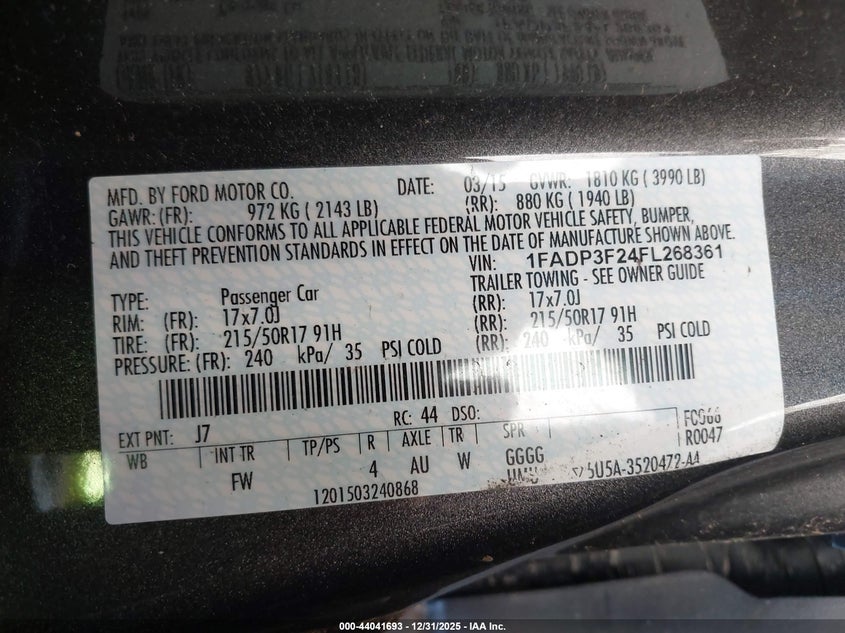 MFD. BY FORD MOTOR CO.
DATE: 03/15 GVWR: 1810 KG ( 3990 LB)
GAWR: (FR): 972 KG ( 2143 LB) (RR): 880 KG ( 1940 LB)
THIS VEHICLE CONFORMS TO ALL APPLICABLE FEDERAL MOTOR VEHICLE SAFETY, BUMPER,
AND THEFT PREVENTION STANDARDS IN EFFECT ON THE DATE OF MANUFACTURE SHOWN ABOVE.
VIN: 1FADP3F24FL268361
TRAILER TOWING - SEE OWNER GUIDE
TYPE: Passenger Car
RIM: (FR): 17x7.0J (RR): 17x7.0J
TIRE: (FR): 215/50R17 91H (RR): 215/50R17 91H
PRESSURE: (FR): 240 kPa/ 35 PSI COLD (RR): 240 kPa/ 35 PSI COLD
RC: 44 DSO:
EXT PNT: J7 FC066
WB INT TR TP/PS R AXLE TR SPR R0047
FW 4 AU W GGGG
5U5A-3520472-AA
1201503240868
000-44041693 - 12/31/2025 - IAA Inc.